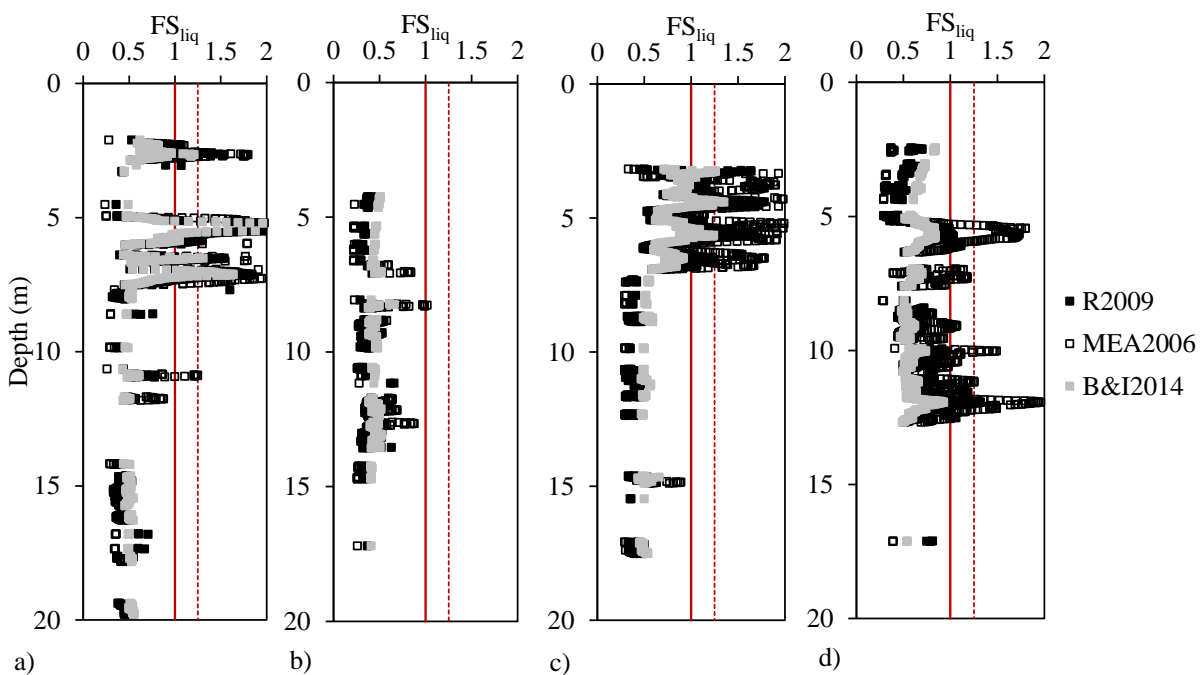 FS_liq FS_liq FS_liq FS_liq
0 0.5 1 1.5 2 0 0.5 1 1.5 2 0 0.5 1 1.5 2 0 0.5 1 1.5 2
0 0 0 0
5 5 5 5
10 10 10 10
15 15 15 15
20 20 20 20
Depth (m)
R2009
MEA2006
B&I2014
a) b) c) d)